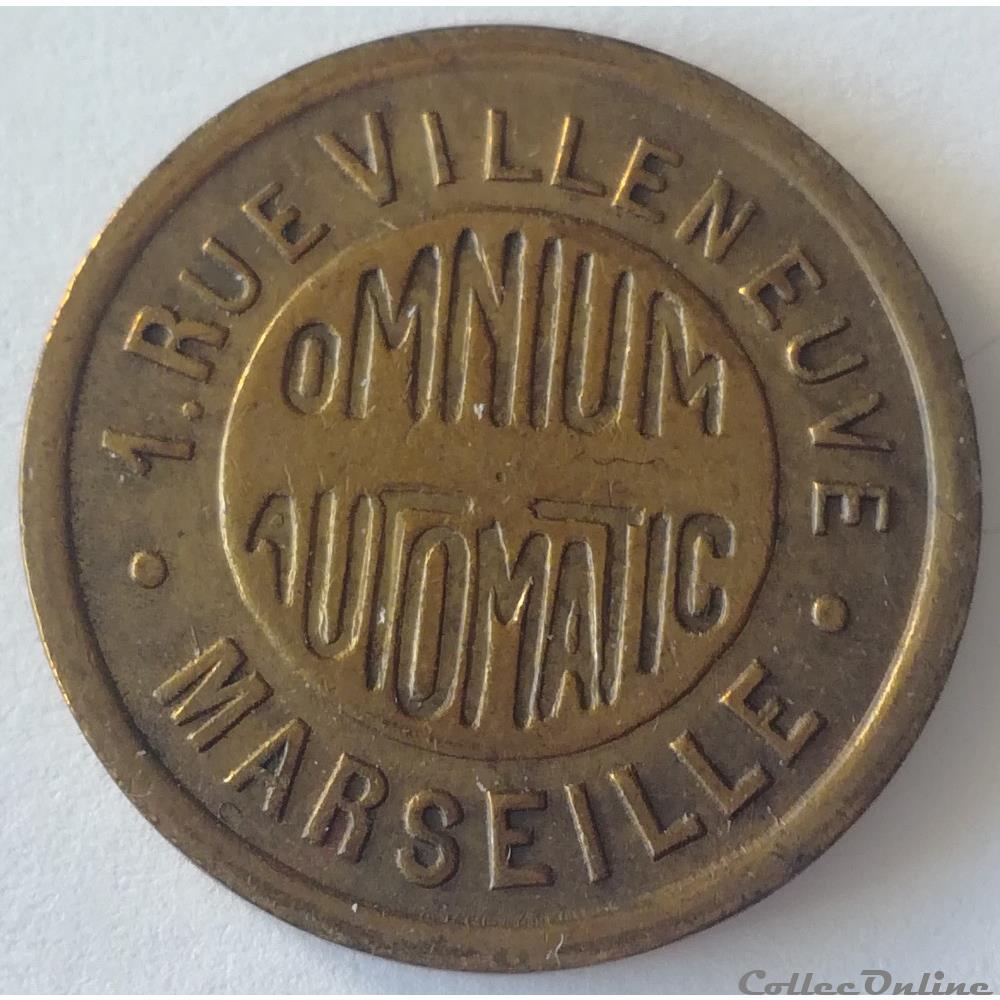 1. RUE VILLENEUVE
OMNIUM
AUTOMATIC
• MARSEILLE •
CollecOnline